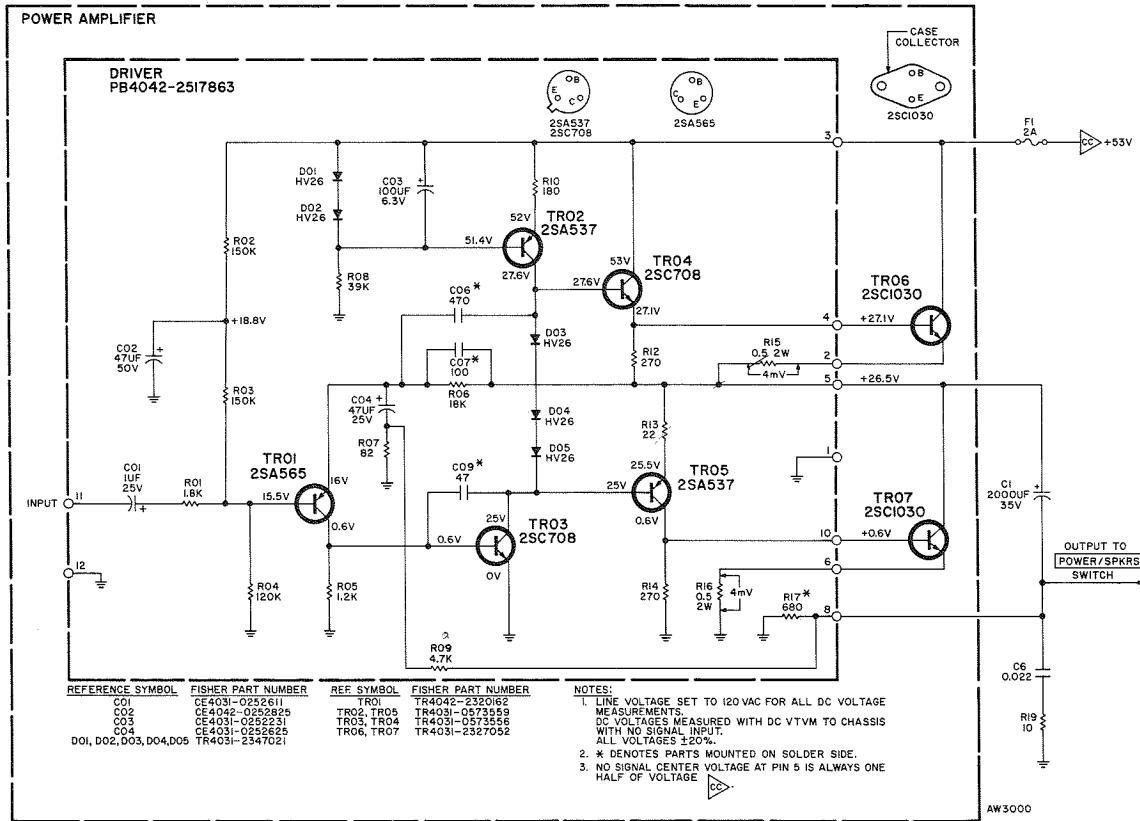 POWER AMPLIFIER
DRIVER
PB4042-2517863
B
E
C
2SA537
2SC708
B
C
E
2SA565
CASE
COLLECTOR
B
E
2SC1030
3
F1
2A
CC
+53V
D01
HV26
D02
HV26
C03
100UF
6.3V
+
R10
180
52V
TR02
2SA537
51.4V
27.6V
R02
150K
R08
39K
53V
TR04
2SC708
27.6V
27.1V
TR06
2SC1030
C06 *
470
4
+27.1V
+18.8V
D03
HV26
C02
47UF
50V
+
C07*
100
R12
270
R15
0.5 2W
4mV
2
5
+26.5V
R03
150K
R06
18K
C04
47UF
25V
+
D04
HV26
R07
82
D05
HV26
R13
22
1
TR01
2SA565
C01
1UF
25V
+
R01
1.8K
INPUT
11
15.5V
16V
0.6V
C09*
47
25.5V
TR05
2SA537
25V
0.6V
TR07
2SC1030
C1
2000UF
35V
+
25V
TR03
2SC708
0.6V
0V
10
+0.6V
12
6
OUTPUT TO
POWER/SPKRS
SWITCH
R04
120K
R05
1.2K
R14
270
R16
0.5
2W
4mV
R17*
680
8
R09
4.7K
C6
0.022
R19
10
REFERENCE SYMBOL FISHER PART NUMBER REF. SYMBOL FISHER PART NUMBER
C01 CE4031-0252611 TR01 TR4042-2320162
C02 CE4042-0252825 TR02, TR05 TR4031-0573559
C03 CE4031-0252231 TR03, TR04 TR4031-0573556
C04 CE4031-0252625 TR06, TR07 TR4031-2327052
D01, D02, D03, D04, D05 TR4031-2347021
NOTES:
1. LINE VOLTAGE SET TO 120 VAC FOR ALL DC VOLTAGE
MEASUREMENTS.
DC VOLTAGES MEASURED WITH DC VTVM TO CHASSIS
WITH NO SIGNAL INPUT.
ALL VOLTAGES ±20%.
2. * DENOTES PARTS MOUNTED ON SOLDER SIDE.
3. NO SIGNAL CENTER VOLTAGE AT PIN 5 IS ALWAYS ONE
HALF OF VOLTAGE CC.
AW3000